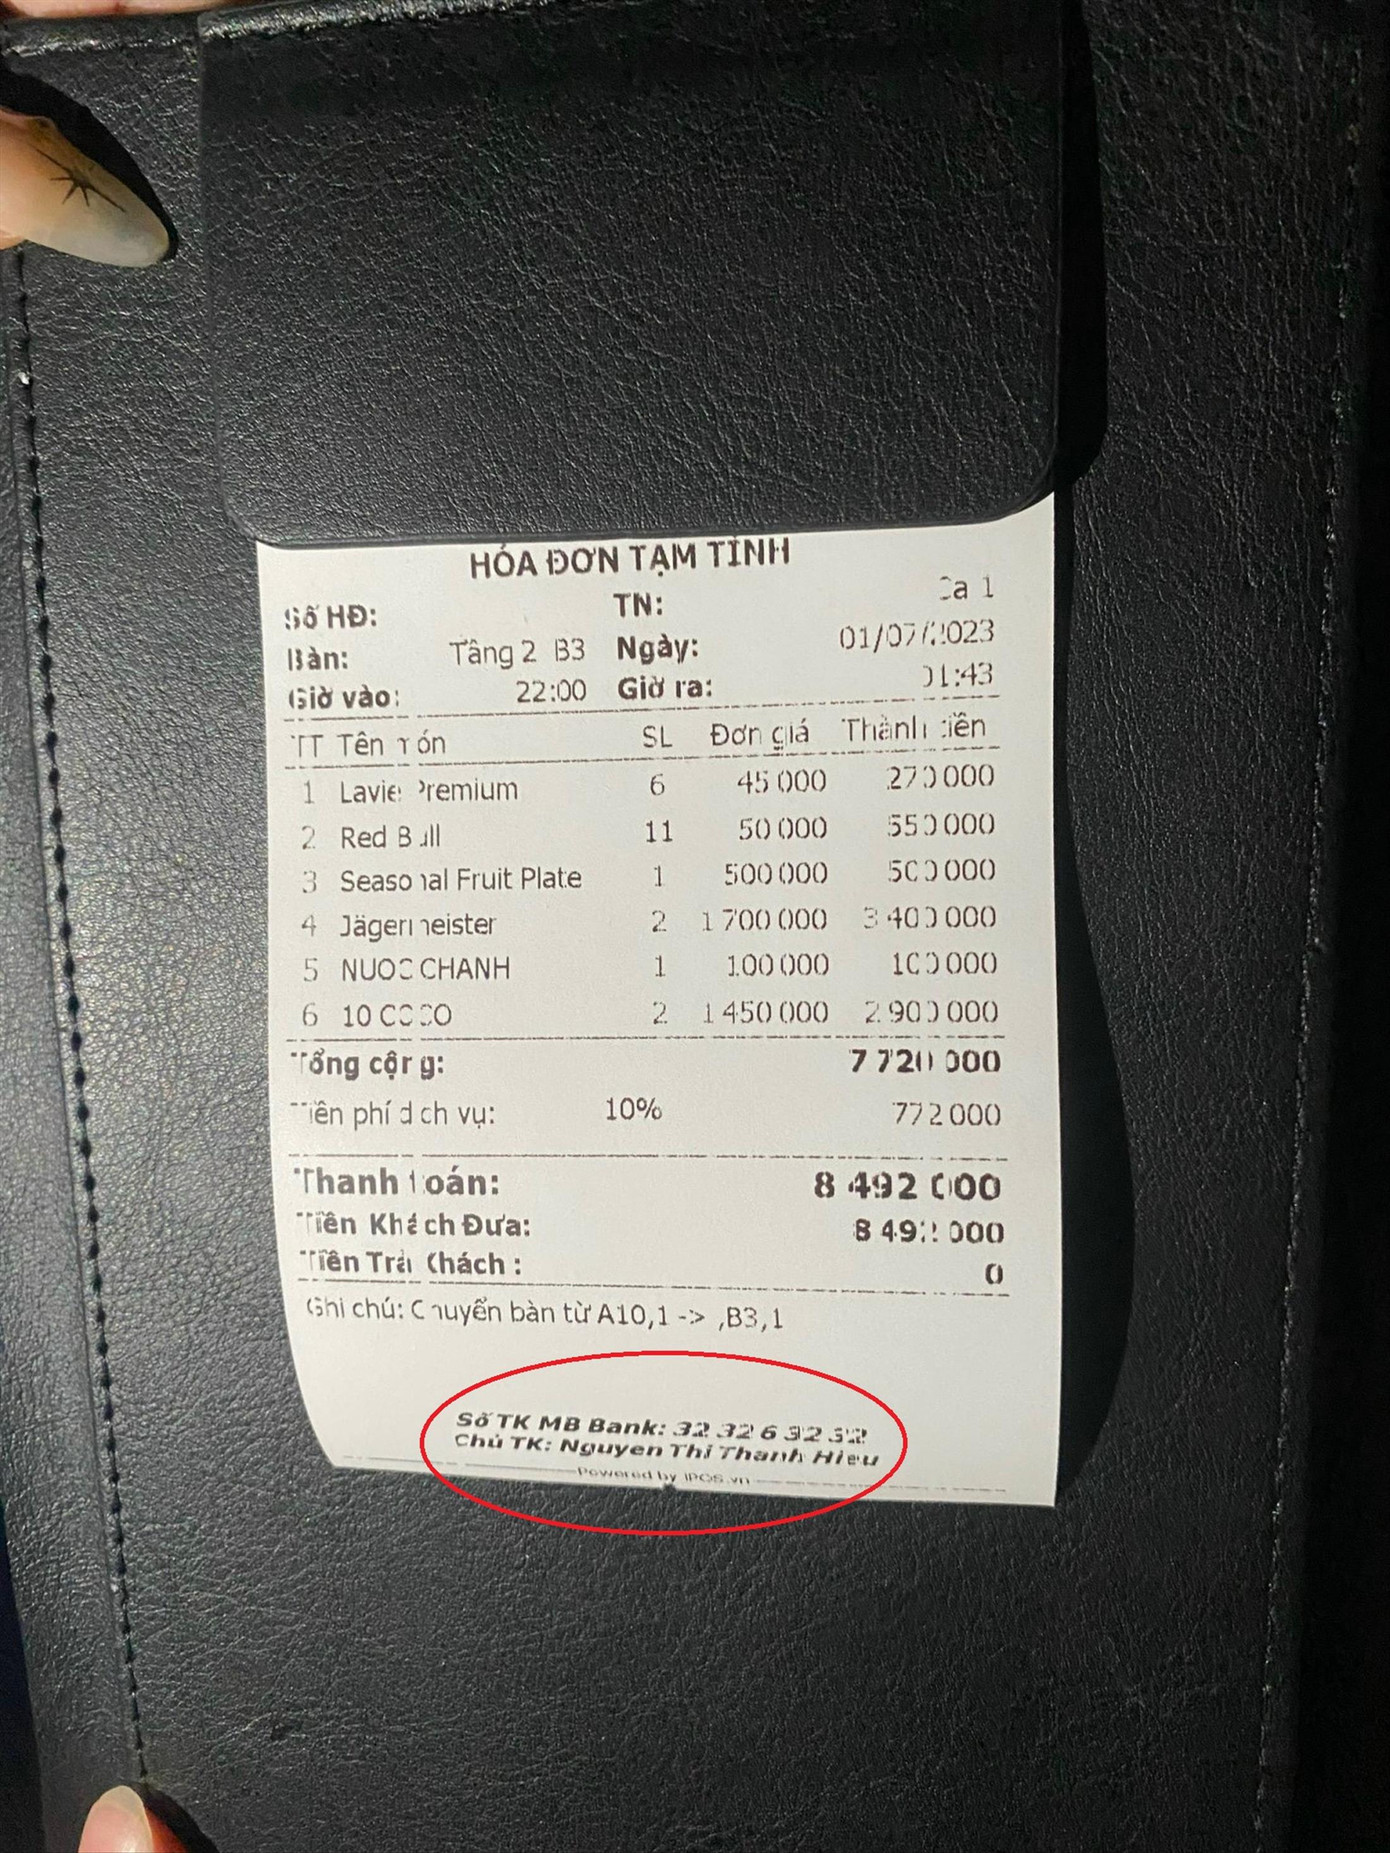 HÓA ĐƠN TẠM TÍNH
Số HĐ: TN: Ca 1
Bàn: Tầng 2 B3 Ngày: 01/07/2023
Giờ vào: 22:00 Giờ ra: 01:43
TT Tên món SL Đơn giá Thành tiền
1 Lavie Premium 6 45 000 270 000
2 Red Bull 11 50 000 550 000
3 Seasonal Fruit Plate 1 500 000 500 000
4 Jägermeister 2 1 700 000 3 400 000
5 NUOC CHANH 1 100 000 100 000
6 10 COCO 2 1 450 000 2 900 000
Tổng cộng: 7 720 000
Tiền phí dịch vụ: 10% 772 000
Thanh toán: 8 492 000
Tiền Khách Đưa: 8 492 000
Tiền Trả Khách : 0
Ghi chú: Chuyển bàn từ A10,1 -> ,B3,1
Số TK MB Bank: 32 32 6 32 32
Chủ TK: Nguyen Thi Thanh Hieu
Powered by IPOS.vn